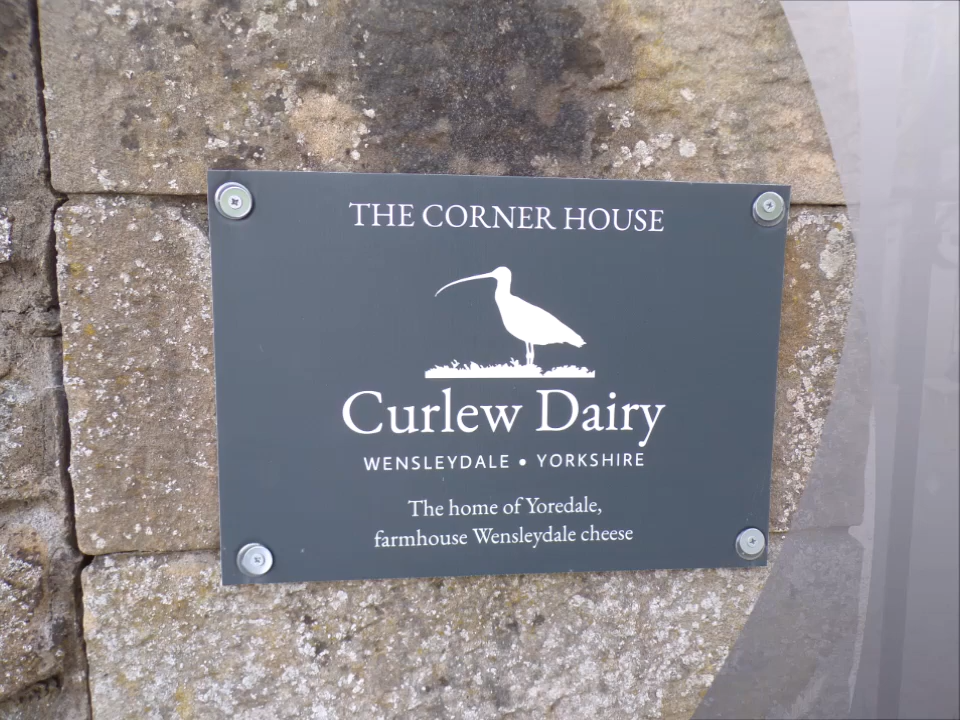 THE CORNER HOUSE
Curlew Dairy
WENSLEYDALE • YORKSHIRE
The home of Yoredale,
farmhouse Wensleydale cheese